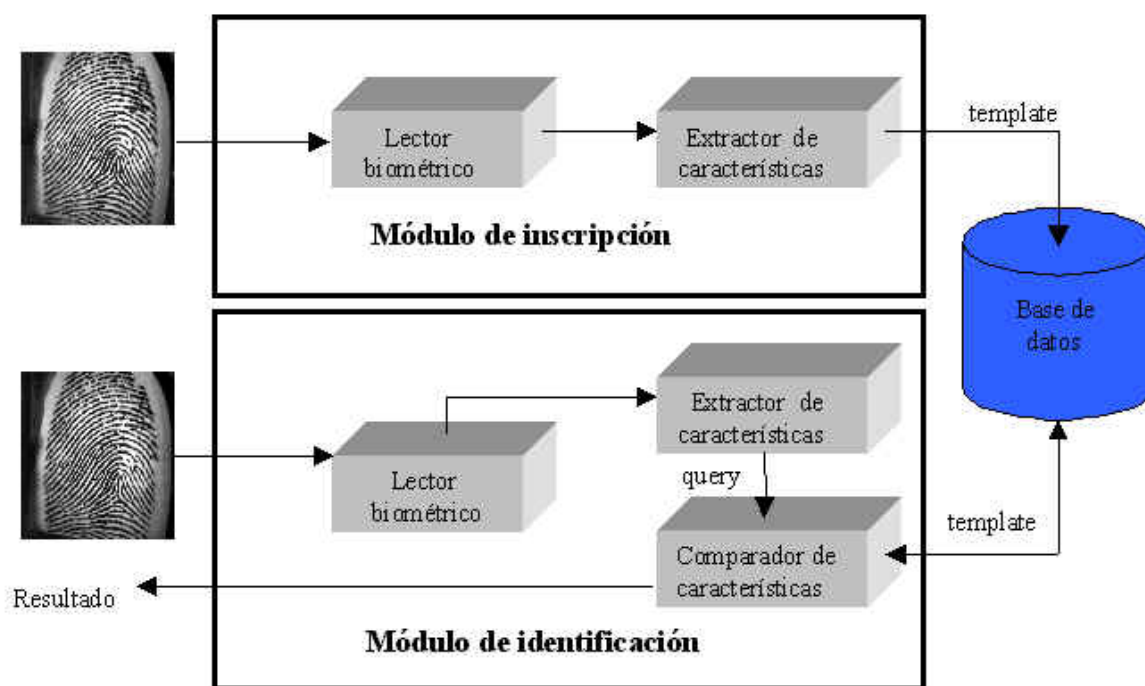 Lector
biométrico
Extractor de
características
template
Módulo de inscripción
Base de
datos
Extractor de
características
Lector
biométrico
query
Comparador de
características
template
Resultado
Módulo de identificación